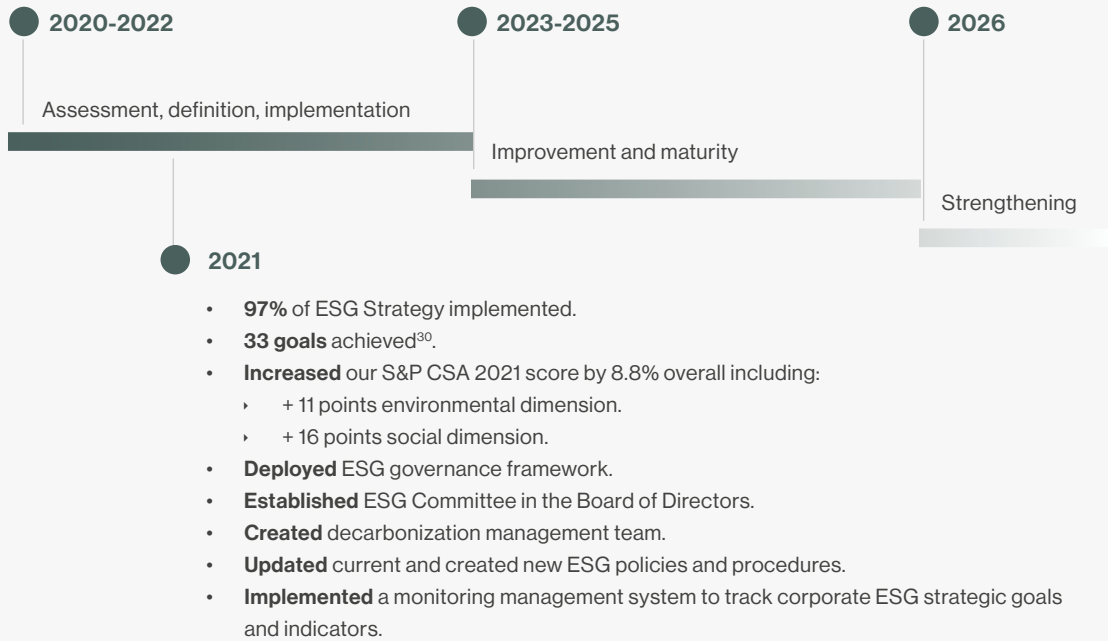 2020-2022
2023-2025
2026
Assessment, definition, implementation
Improvement and maturity
Strengthening
2021
• 97% of ESG Strategy implemented.
• 33 goals achieved³⁰.
• Increased our S&P CSA 2021 score by 8.8% overall including:
‣ + 11 points environmental dimension.
‣ + 16 points social dimension.
• Deployed ESG governance framework.
• Established ESG Committee in the Board of Directors.
• Created decarbonization management team.
• Updated current and created new ESG policies and procedures.
• Implemented a monitoring management system to track corporate ESG strategic goals
and indicators.